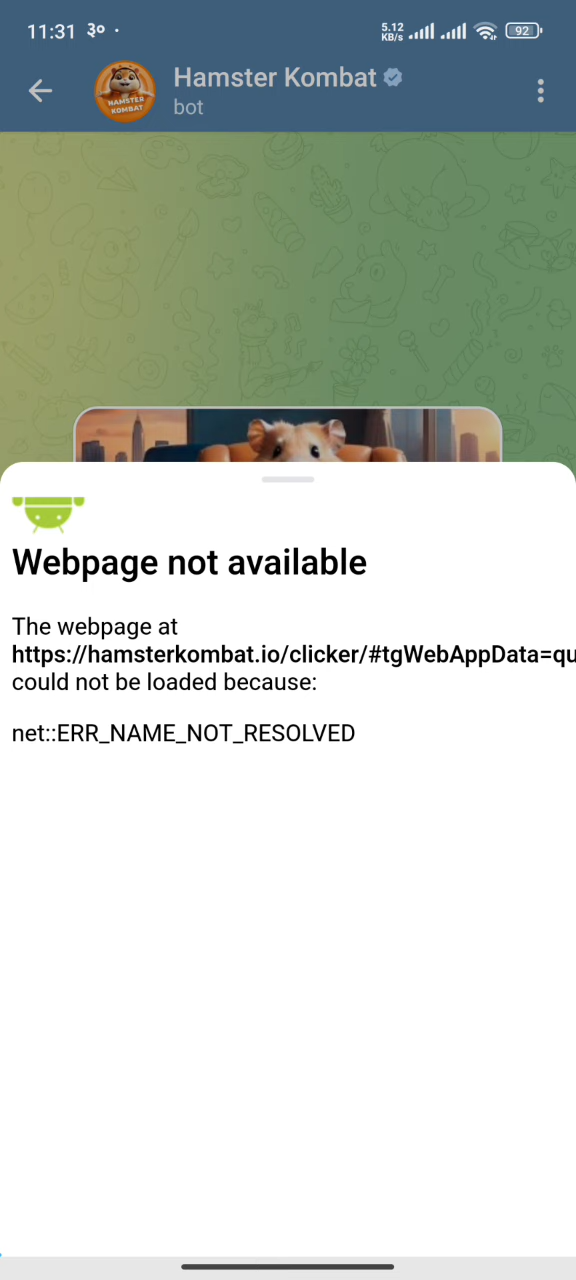 11:31 ३०
5.12
KB/s
92
Hamster Kombat
bot
HAMSTER
KOMBAT
Webpage not available
The webpage at
https://hamsterkombat.io/clicker/#tgWebAppData=qu
could not be loaded because:
net::ERR_NAME_NOT_RESOLVED